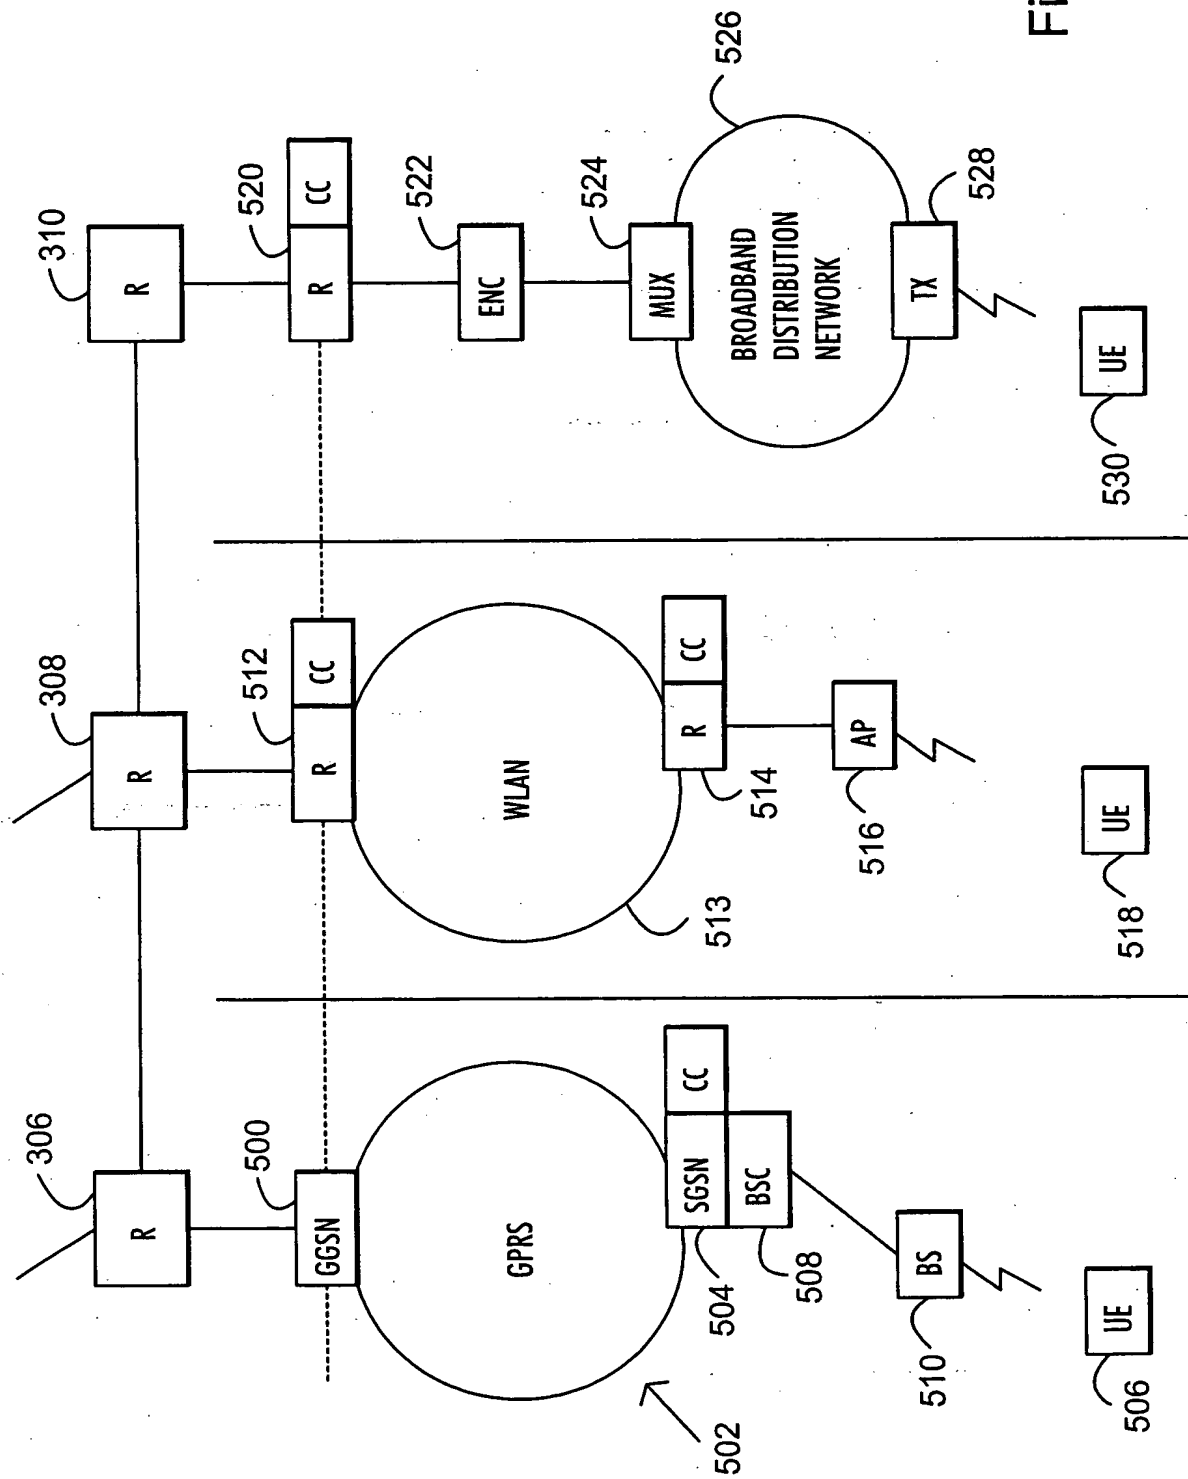 306
308
310
R
R
R
500
512
520
GGSN
R
CC
R
CC
522
ENC
GPRS
WLAN
524
MUX
526
BROADBAND
DISTRIBUTION
NETWORK
513
502
504
SGSN
CC
508
BSC
514
R
CC
516
AP
528
TX
510
BS
506
UE
518
UE
530
UE
Fi